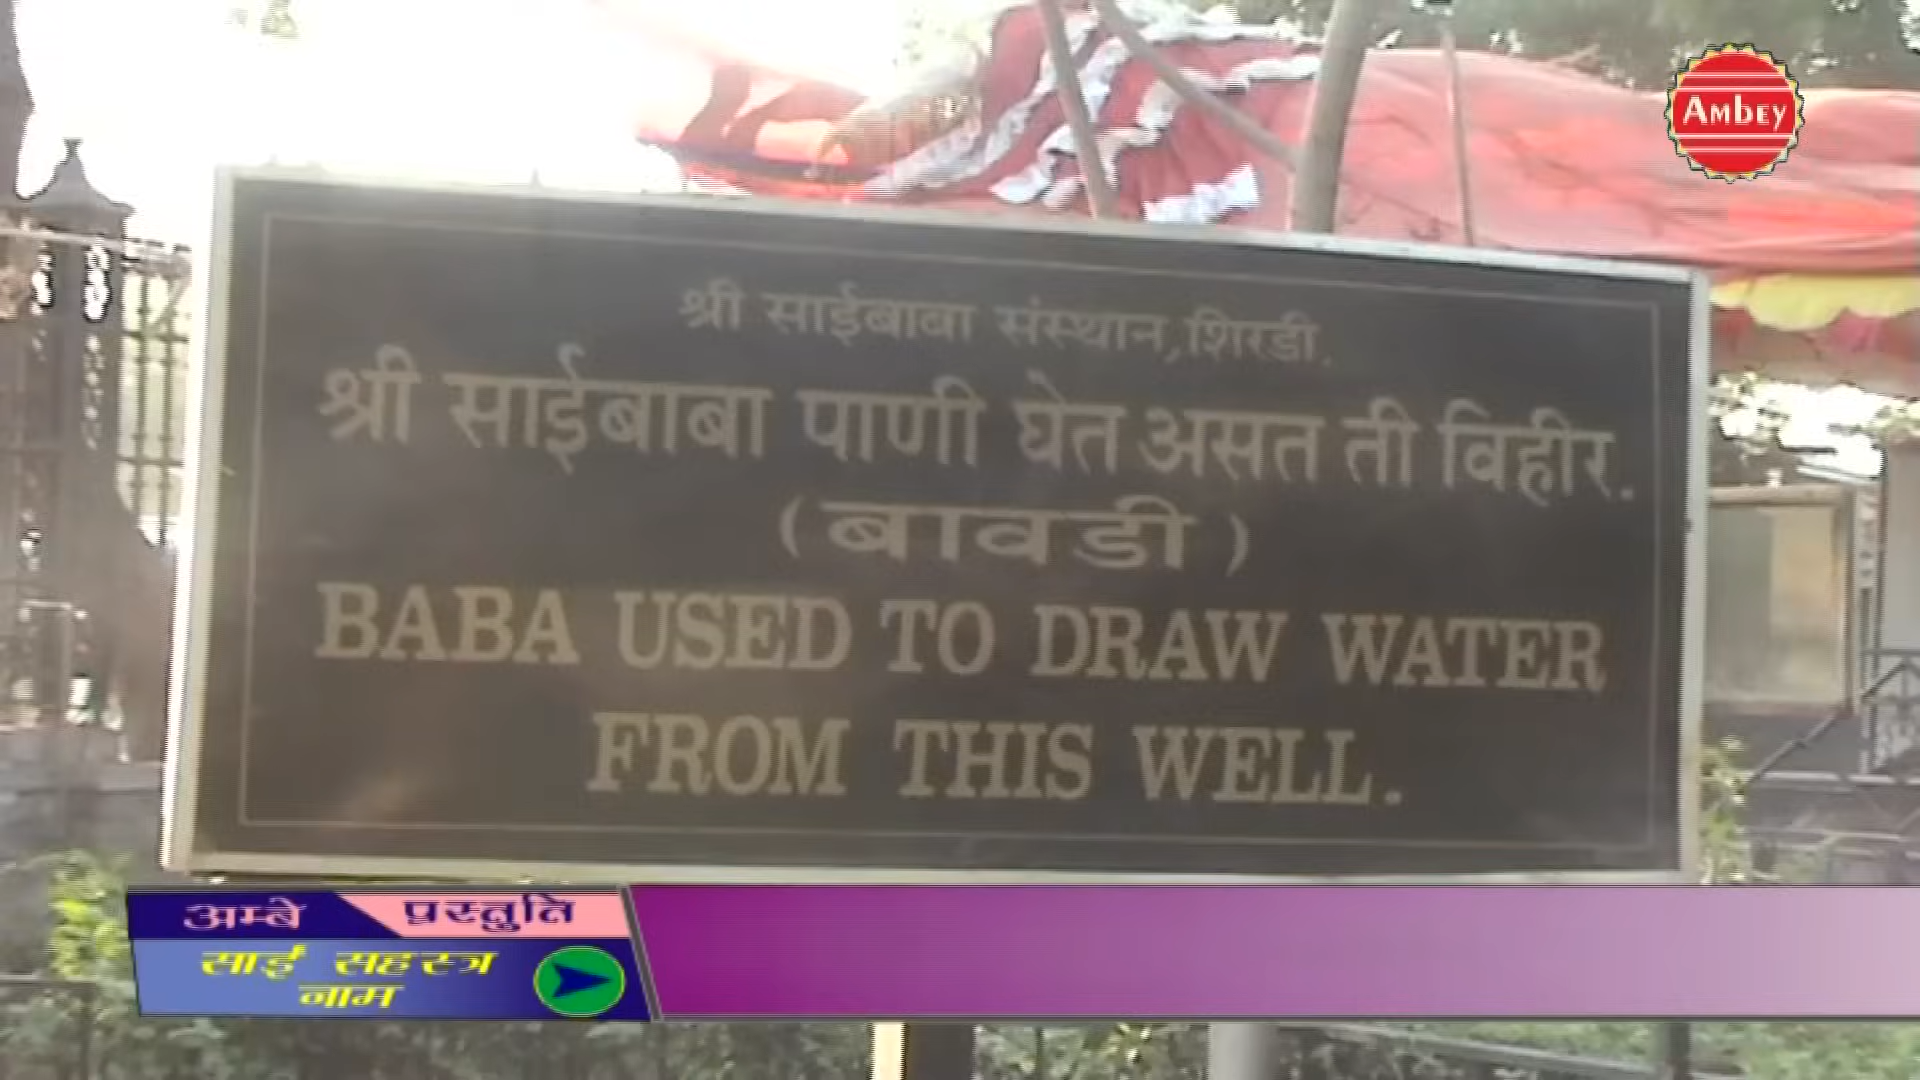 AMBEY
श्री साईबाबा संस्थान, शिरडी.
श्री साईबाबा पाणी घेत असत ती विहीर.
(बावडी)
BABA USED TO DRAW WATER
FROM THIS WELL.
अम्बे प्रस्तुति
साईं सहस्त्र
नाम